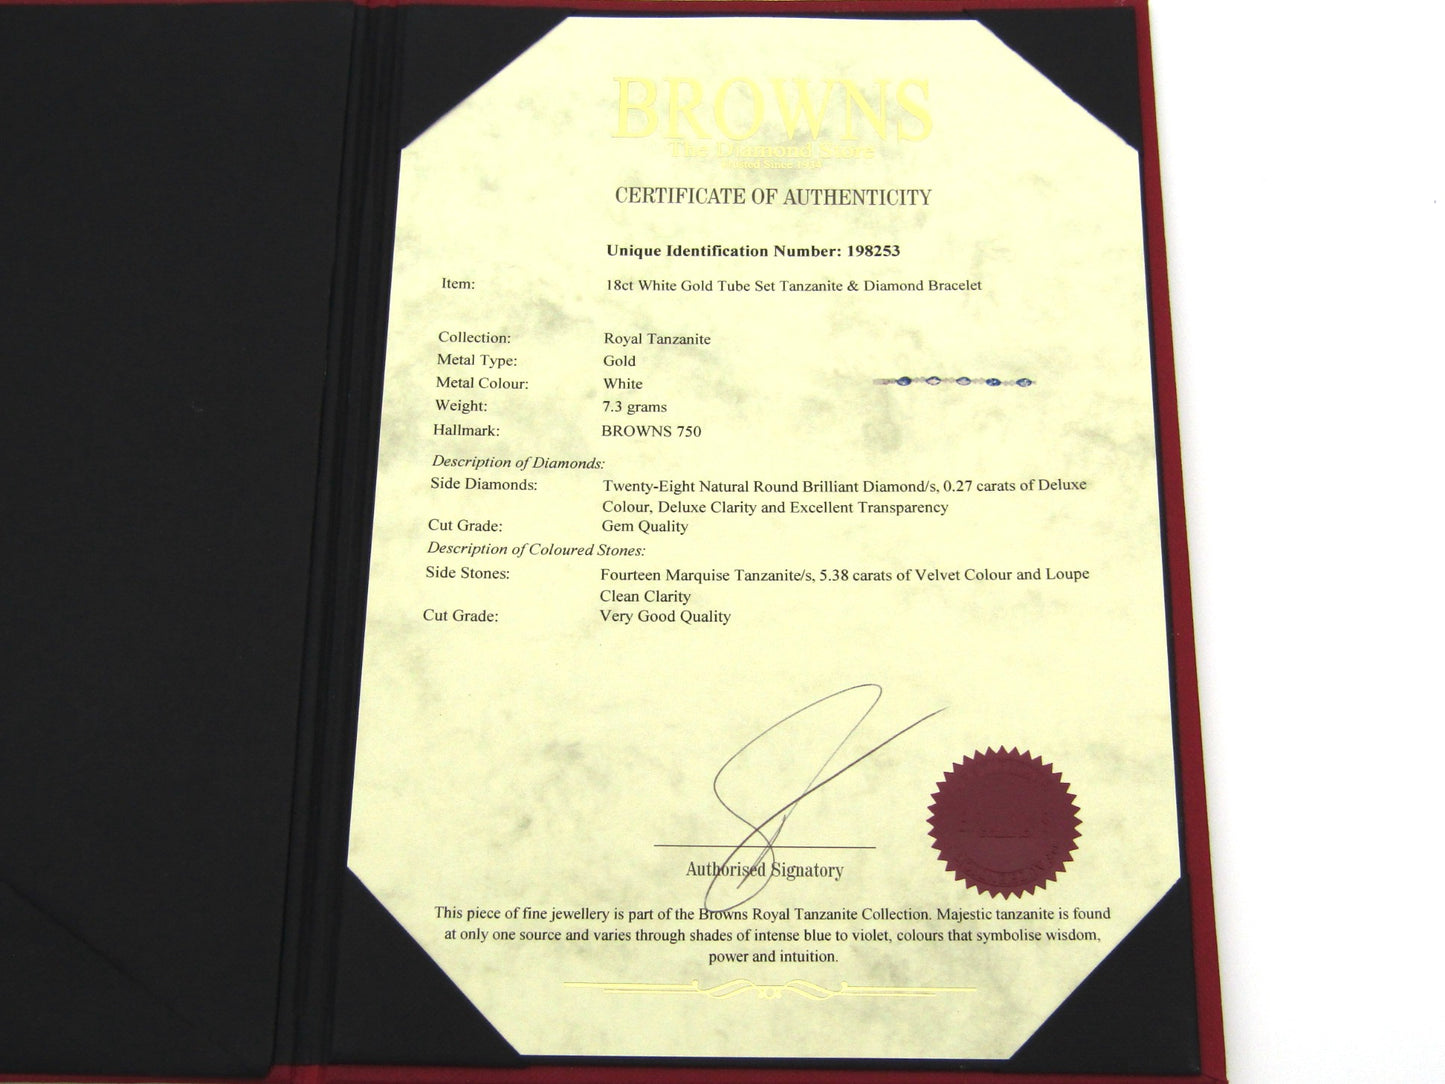 BROWNS
The Diamond Store
Trusted Since 1934
CERTIFICATE OF AUTHENTICITY
Unique Identification Number: 198253
Item: 18ct White Gold Tube Set Tanzanite & Diamond Bracelet
Collection: Royal Tanzanite
Metal Type: Gold
Metal Colour: White
Weight: 7.3 grams
Hallmark: BROWNS 750
Description of Diamonds:
Side Diamonds: Twenty-Eight Natural Round Brilliant Diamond/s, 0.27 carats of Deluxe
Colour, Deluxe Clarity and Excellent Transparency
Cut Grade: Gem Quality
Description of Coloured Stones:
Side Stones: Fourteen Marquise Tanzanite/s, 5.38 carats of Velvet Colour and Loupe
Clean Clarity
Cut Grade: Very Good Quality
Authorised Signatory
This piece of fine jewellery is part of the Browns Royal Tanzanite Collection. Majestic tanzanite is found
at only one source and varies through shades of intense blue to violet, colours that symbolise wisdom,
power and intuition.